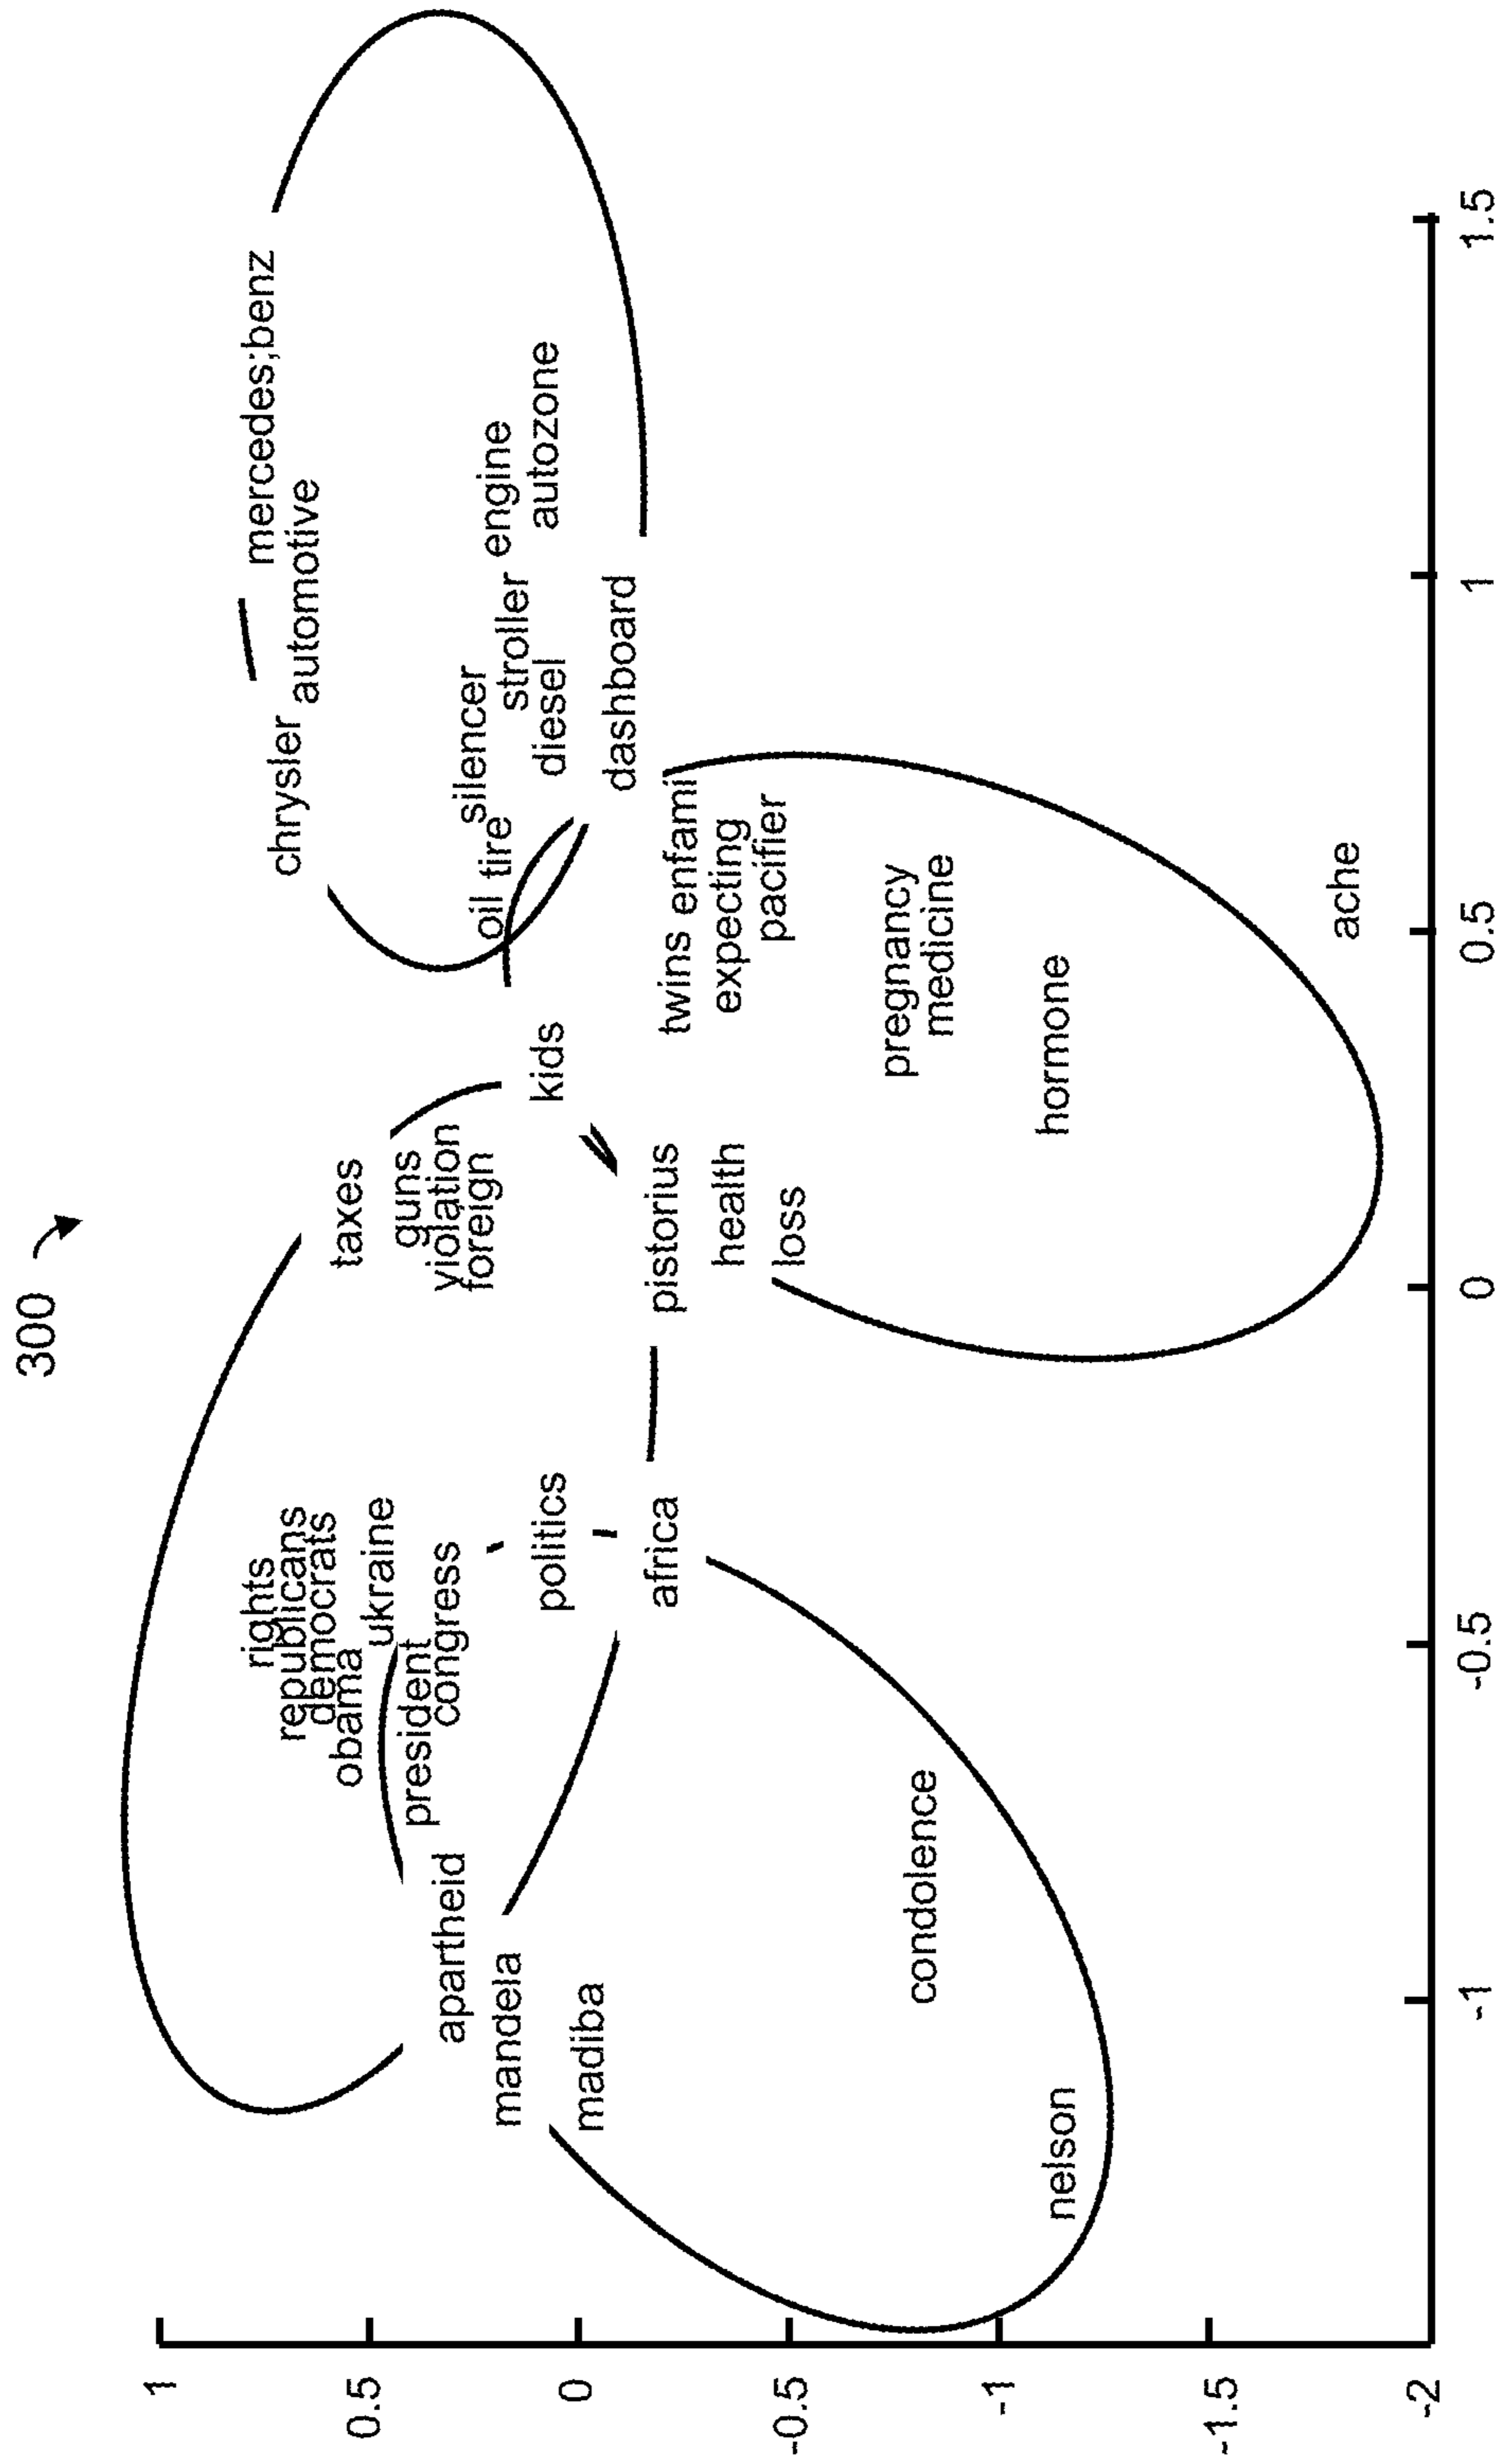 300
mercedes;benz
automotive
chrysler
silencer
engine
stroller
autozone
oil tire
diesel
dashboard
taxes
guns
violation
foreign
kids
twins enfami
expecting
pacifier
pregnancy
medicine
hormone
ache
pistorius
health
loss
rights
republicans
democrats
obama
ukraine
president
congress
politics
africa
apartheid
mandela
madiba
condolence
nelson
1
0.5
0
-0.5
-1
-1.5
-2
-1
-0.5
0
0.5
1
1.5